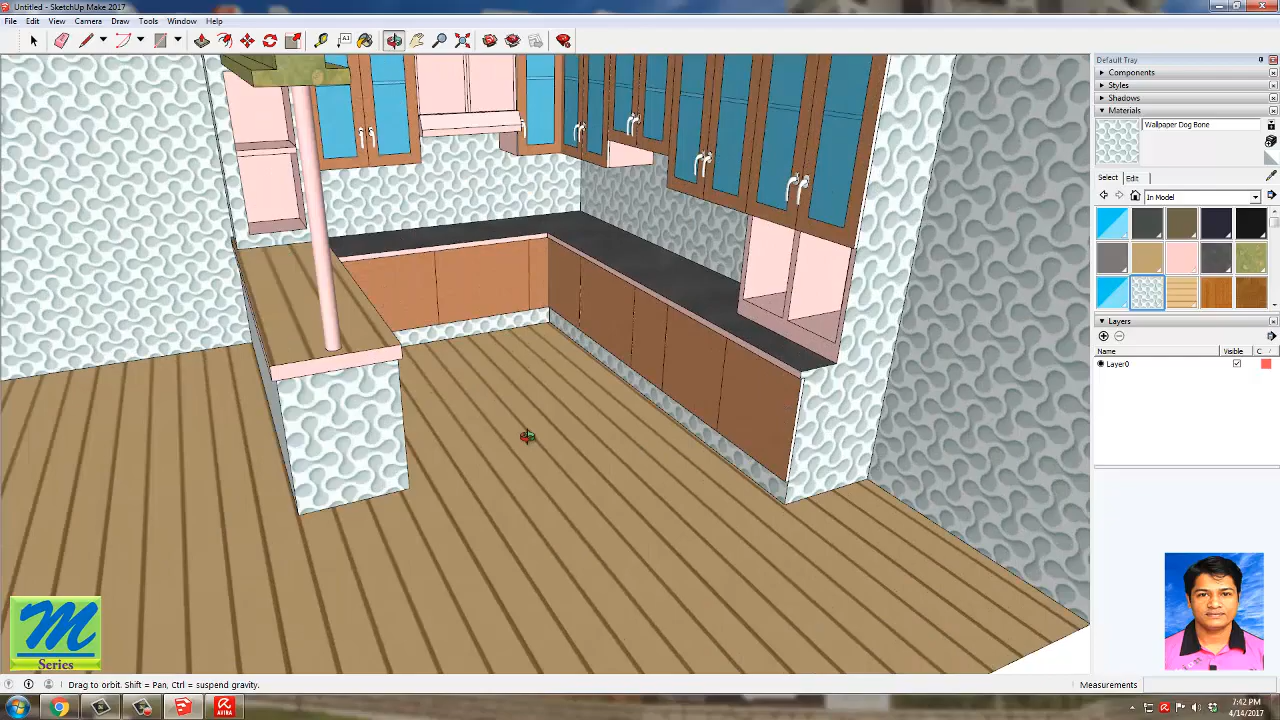 Untitled - SketchUp Make 2017
File Edit View Camera Draw Tools Window Help
Default Tray
Components
Styles
Shadows
Materials
Wallpaper Dog Bone
Select Edit
In Model
Layers
Name Visible C
Layer0
M
Series
Drag to orbit. Shift = Pan, Ctrl = suspend gravity.
Measurements
AVIRA
7:42 PM
4/14/2017